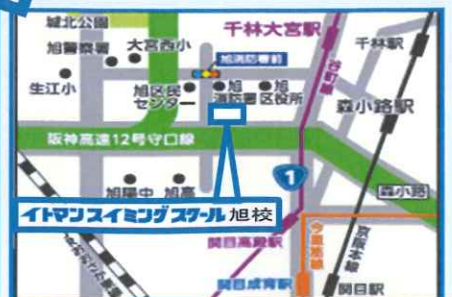 城北公園
旭警察署
大宮西小
千林大宮駅
千林駅
旭消防署前
生江小
旭区民
センター
旭
消防署
旭
区役所
谷町線
森小路駅
阪神高速12号守口線
旭陽中
旭高
1
森小路
イトマンスイミングスクール 旭校
関目高殿駅
今里筋線
京阪本線
関目成育駅
関目駅